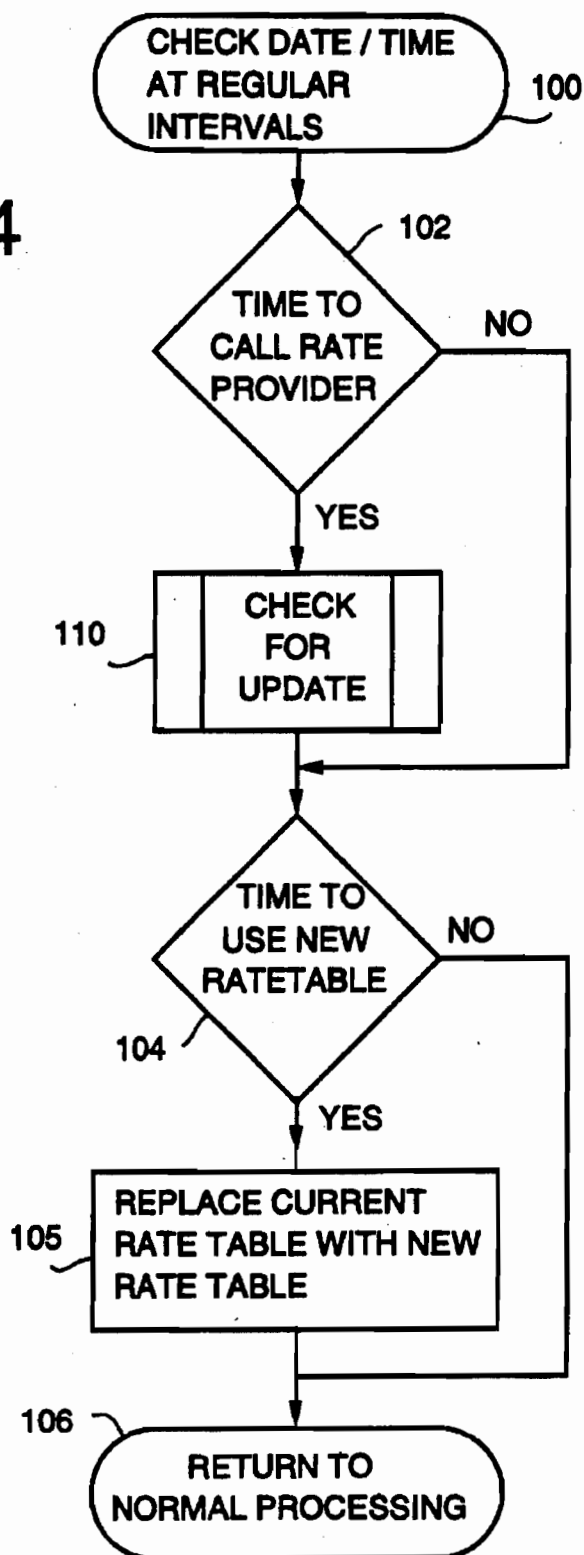 CHECK DATE / TIME
AT REGULAR
INTERVALS
100
4
102
TIME TO
CALL RATE
PROVIDER
NO
YES
110
CHECK
FOR
UPDATE
TIME TO
USE NEW
RATETABLE
NO
104
YES
105
REPLACE CURRENT
RATE TABLE WITH NEW
RATE TABLE
106
RETURN TO
NORMAL PROCESSING